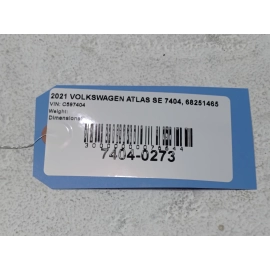 2021 VOLKSWAGEN ATLAS SE 7404, 68251465
VIN: C597404
Weight:
Dimensions:
7404-0273